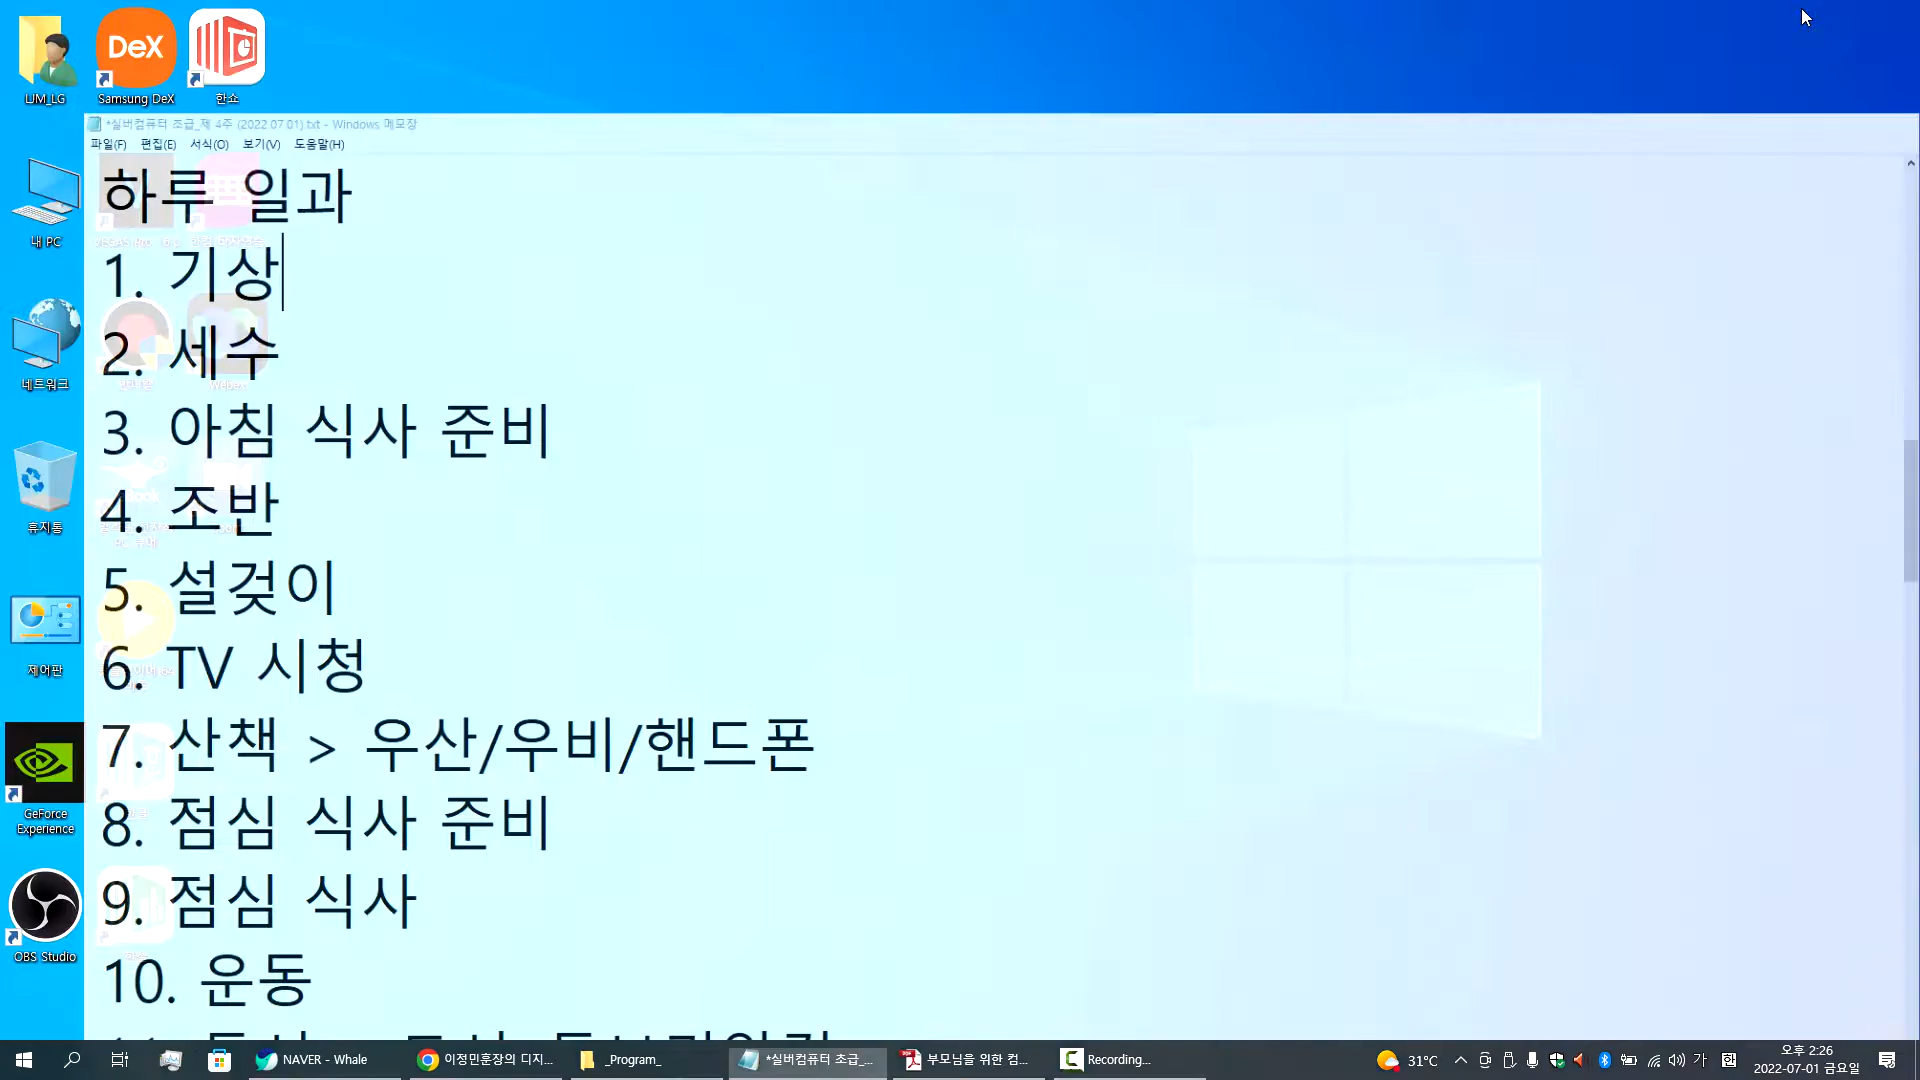 LJM_LG
DeX
Samsung DeX
한쇼
*실버컴퓨터 초급_제 4주 (2022.07.01).txt - Windows 메모장
파일(F) 편집(E) 서식(O) 보기(V) 도움말(H)
하루 일과
1. 기상
2. 세수
3. 아침 식사 준비
4. 조반
5. 설겆이
6. TV 시청
7. 산책 > 우산/우비/핸드폰
8. 점심 식사 준비
9. 점심 식사
10. 운동
내 PC
네트워크
Webex
휴지통
제어판
GeForce
Experience
OBS Studio
NAVER - Whale
이정민훈장의 디지...
_Program_
*실버컴퓨터 초급_...
부모님을 위한 컴...
Recording...
31°C
가
한
오후 2:26
2022-07-01 금요일